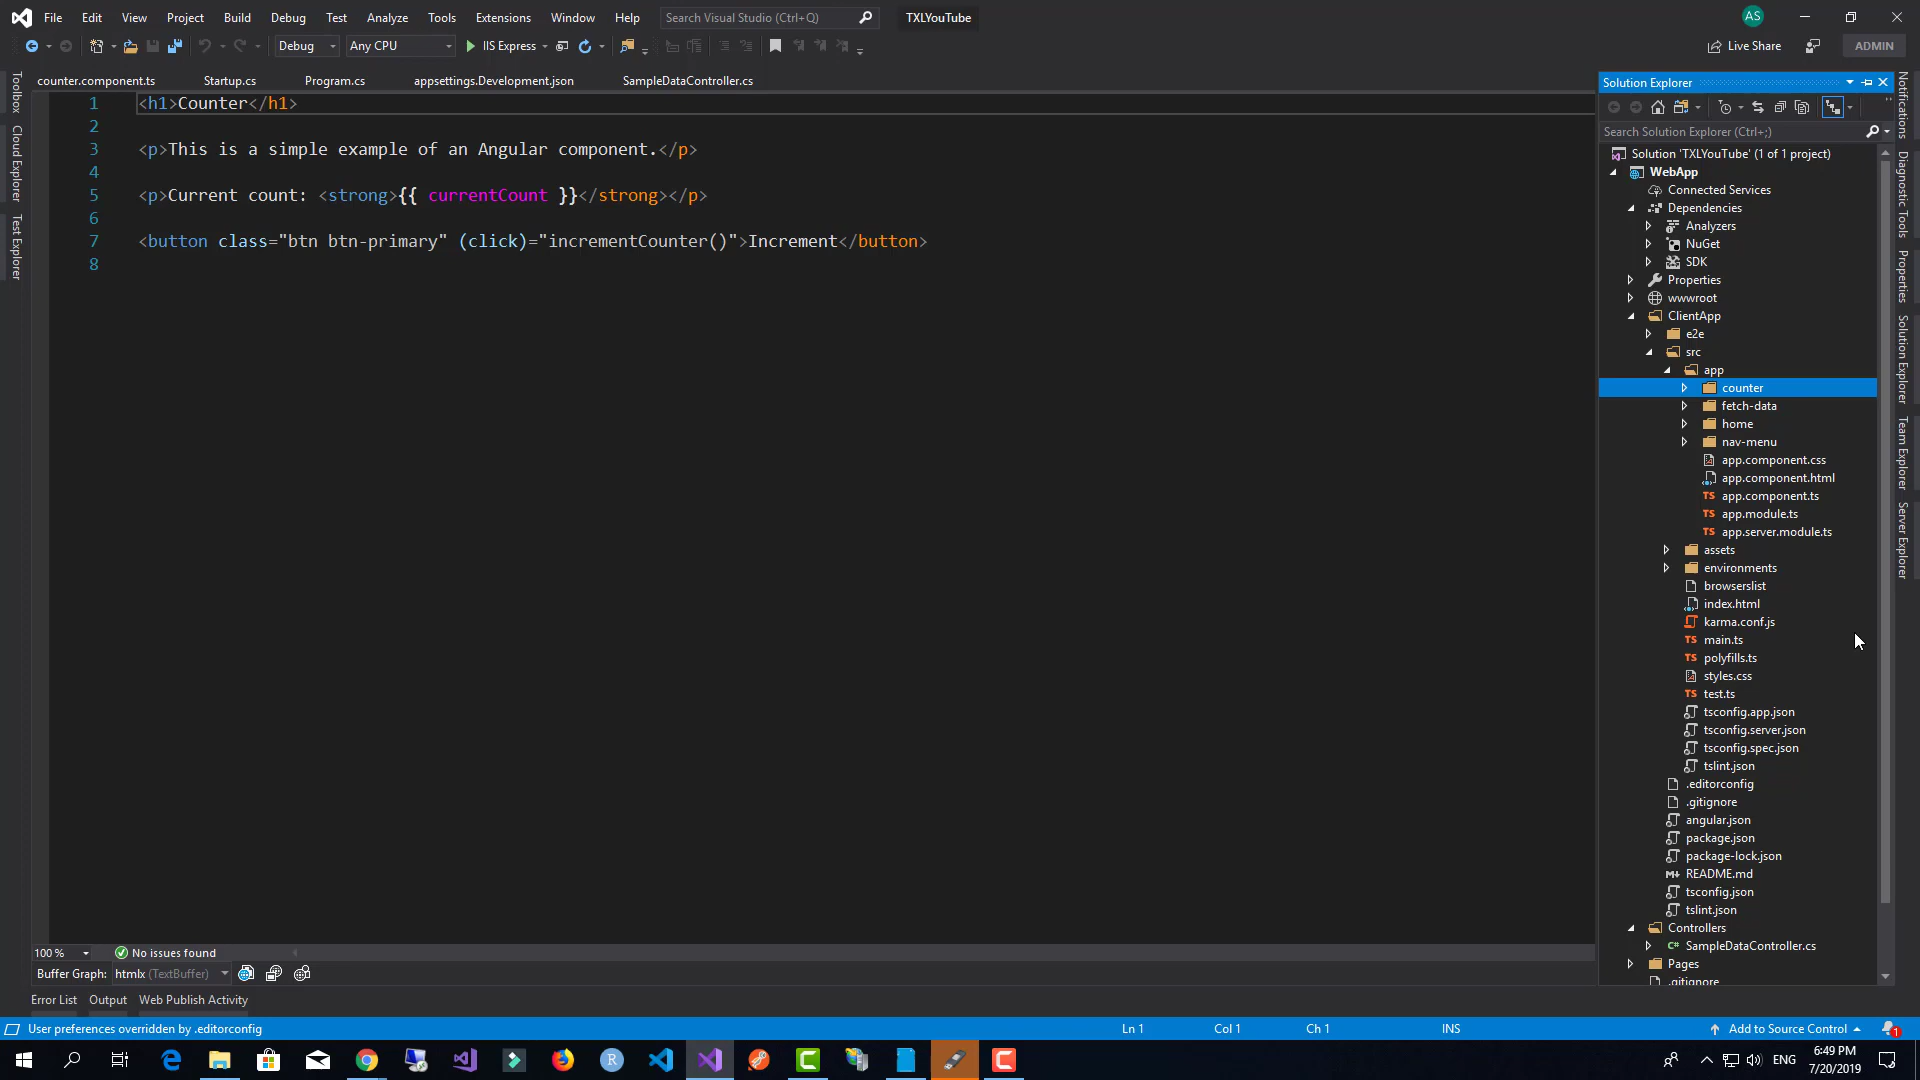 File Edit View Project Build Debug Test Analyze Tools Extensions Window Help Search Visual Studio (Ctrl+Q) TXLYouTube AS
Debug Any CPU IIS Express Live Share ADMIN
counter.component.ts Startup.cs Program.cs appsettings.Development.json SampleDataController.cs
Toolbox
Cloud Explorer
Test Explorer
1 <h1>Counter</h1>
2
3 <p>This is a simple example of an Angular component.</p>
4
5 <p>Current count: <strong>{{ currentCount }}</strong></p>
6
7 <button class="btn btn-primary" (click)="incrementCounter()">Increment</button>
8
100 % No issues found
Buffer Graph: htmlx (TextBuffer)
Error List Output Web Publish Activity
Solution Explorer
Search Solution Explorer (Ctrl+;)
Solution 'TXLYouTube' (1 of 1 project)
WebApp
Connected Services
Dependencies
Analyzers
NuGet
SDK
Properties
wwwroot
ClientApp
e2e
src
app
counter
fetch-data
home
nav-menu
app.component.css
app.component.html
TS app.component.ts
TS app.module.ts
TS app.server.module.ts
assets
environments
browserslist
index.html
karma.conf.js
TS main.ts
TS polyfills.ts
styles.css
TS test.ts
tsconfig.app.json
tsconfig.server.json
tsconfig.spec.json
tslint.json
.editorconfig
.gitignore
angular.json
package.json
package-lock.json
M+ README.md
tsconfig.json
tslint.json
Controllers
C# SampleDataController.cs
Pages
.gitignore
Notifications
Diagnostic Tools
Properties
Solution Explorer
Team Explorer
Server Explorer
User preferences overridden by .editorconfig Ln 1 Col 1 Ch 1 INS Add to Source Control 1
R C C ENG 6:49 PM
7/20/2019